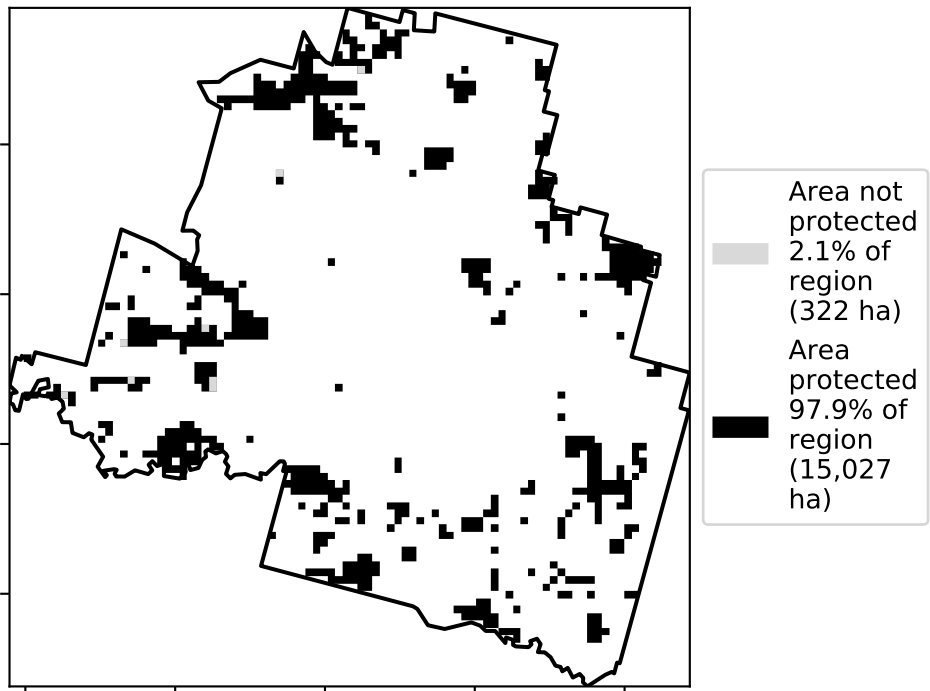 Area not
protected
2.1% of
region
(322 ha)
Area
protected
97.9% of
region
(15,027
ha)